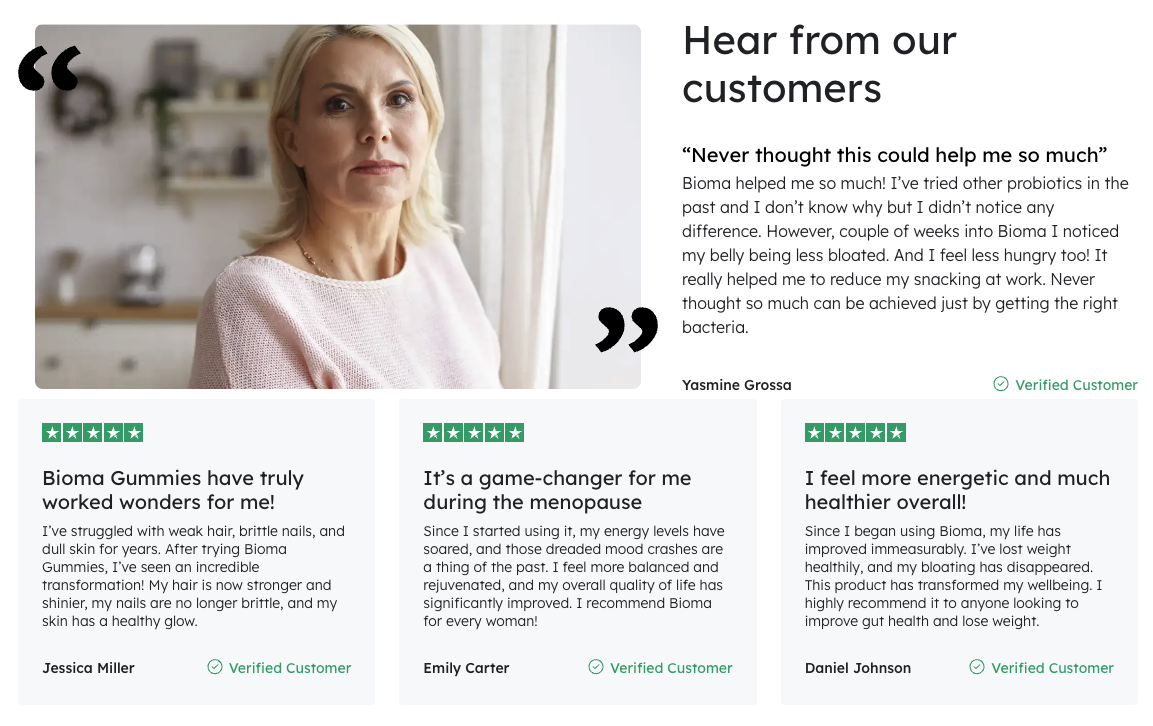 Hear from our
customers
“Never thought this could help me so much”
Bioma helped me so much! I’ve tried other probiotics in the
past and I don’t know why but I didn’t notice any
difference. However, couple of weeks into Bioma I noticed
my belly being less bloated. And I feel less hungry too! It
really helped me to reduce my snacking at work. Never
thought so much can be achieved just by getting the right
bacteria.
Yasmine Grossa
Verified Customer
Bioma Gummies have truly
worked wonders for me!
I’ve struggled with weak hair, brittle nails, and
dull skin for years. After trying Bioma
Gummies, I’ve seen an incredible
transformation! My hair is now stronger and
shinier, my nails are no longer brittle, and my
skin has a healthy glow.
Jessica Miller
Verified Customer
It’s a game-changer for me
during the menopause
Since I started using it, my energy levels have
soared, and those dreaded mood crashes are
a thing of the past. I feel more balanced and
rejuvenated, and my overall quality of life has
significantly improved. I recommend Bioma
for every woman!
Emily Carter
Verified Customer
I feel more energetic and much
healthier overall!
Since I began using Bioma, my life has
improved immeasurably. I’ve lost weight
healthily, and my bloating has disappeared.
This product has transformed my wellbeing. I
highly recommend it to anyone looking to
improve gut health and lose weight.
Daniel Johnson
Verified Customer